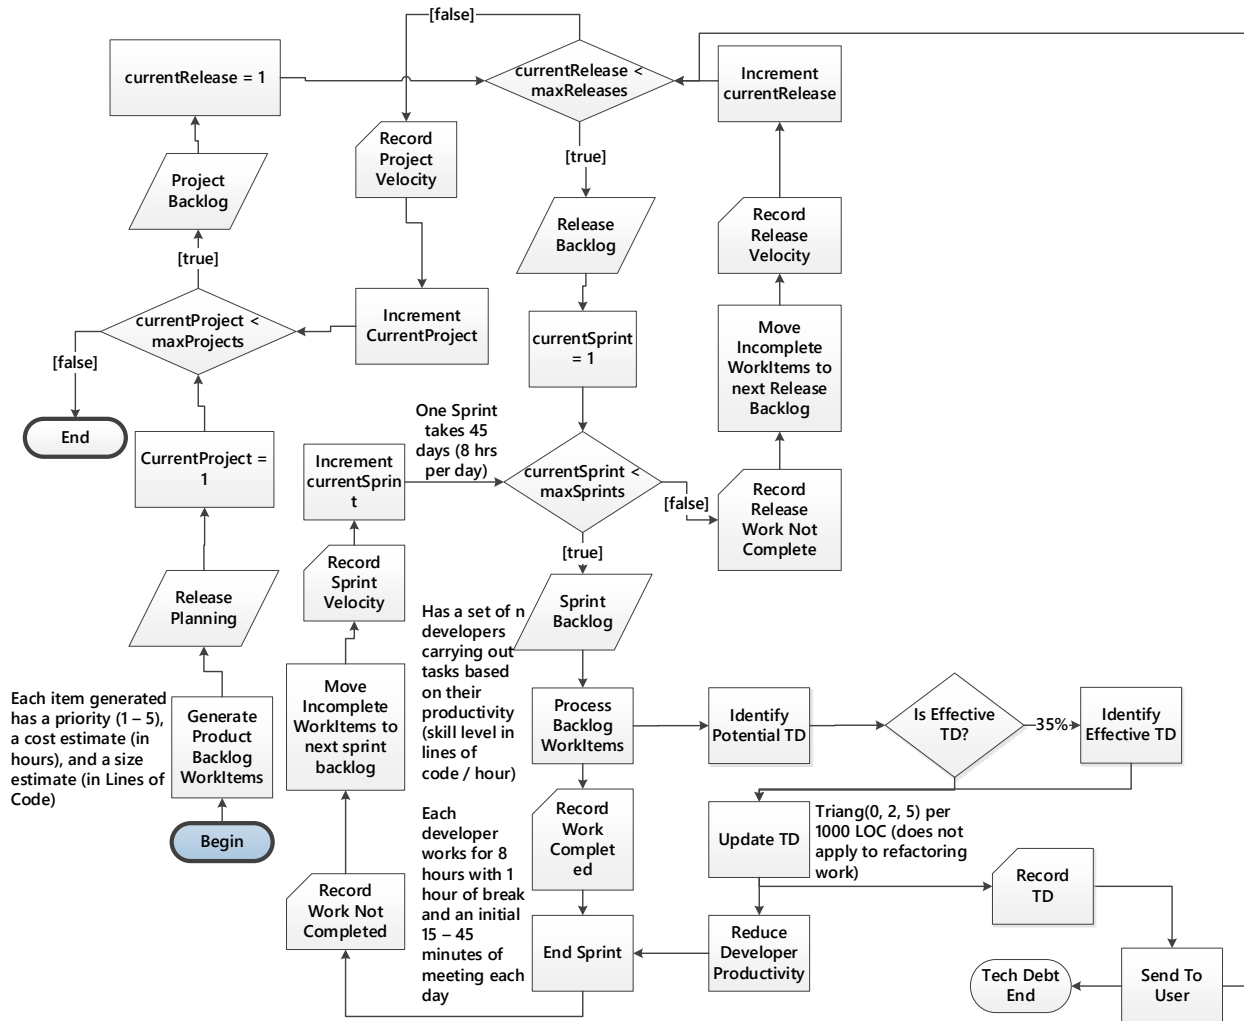 [false]
currentRelease = 1
currentRelease <
maxReleases
Increment
currentRelease
Record
Project
Velocity
[true]
Project
Backlog
Release
Backlog
Record
Release
Velocity
[true]
currentProject <
maxProjects
Increment
CurrentProject
currentSprint
= 1
Move
Incomplete
WorkItems to
next Release
Backlog
[false]
End
CurrentProject =
1
Increment
currentSprin
t
One Sprint
takes 45
days (8 hrs
per day)
currentSprint <
maxSprints
[false]
Record
Release
Work Not
Complete
[true]
Release
Planning
Record
Sprint
Velocity
Has a set of n
developers
carrying out
tasks based
on their
productivity
(skill level in
lines of
code / hour)
Sprint
Backlog
Each item generated
has a priority (1 – 5),
a cost estimate (in
hours), and a size
estimate (in Lines of
Code)
Generate
Product
Backlog
WorkItems
Move
Incomplete
WorkItems to
next sprint
backlog
Process
Backlog
WorkItems
Identify
Potential TD
Is Effective
TD?
35%
Identify
Effective TD
Begin
Each
developer
works for 8
hours with 1
hour of break
and an initial
15 – 45
minutes of
meeting each
day
Record
Work
Complet
ed
Update TD
Triang(0, 2, 5) per
1000 LOC (does not
apply to refactoring
work)
Record
Work Not
Completed
Record
TD
End Sprint
Reduce
Developer
Productivity
Tech Debt
End
Send To
User